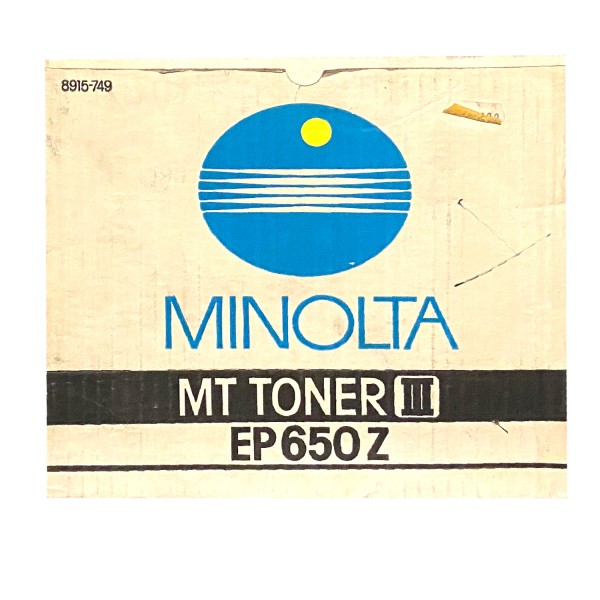 8915-749
MINOLTA
MT TONER III
EP650Z